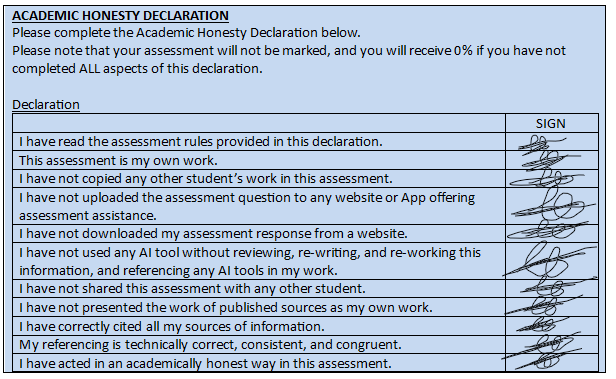 ACADEMIC HONESTY DECLARATION
Please complete the Academic Honesty Declaration below.
Please note that your assessment will not be marked, and you will receive 0% if you have not
completed ALL aspects of this declaration.
Declaration
SIGN
I have read the assessment rules provided in this declaration.
This assessment is my own work.
I have not copied any other student’s work in this assessment.
I have not uploaded the assessment question to any website or App offering
assessment assistance.
I have not downloaded my assessment response from a website.
I have not used any AI tool without reviewing, re-writing, and re-working this
information, and referencing any AI tools in my work.
I have not shared this assessment with any other student.
I have not presented the work of published sources as my own work.
I have correctly cited all my sources of information.
My referencing is technically correct, consistent, and congruent.
I have acted in an academically honest way in this assessment.